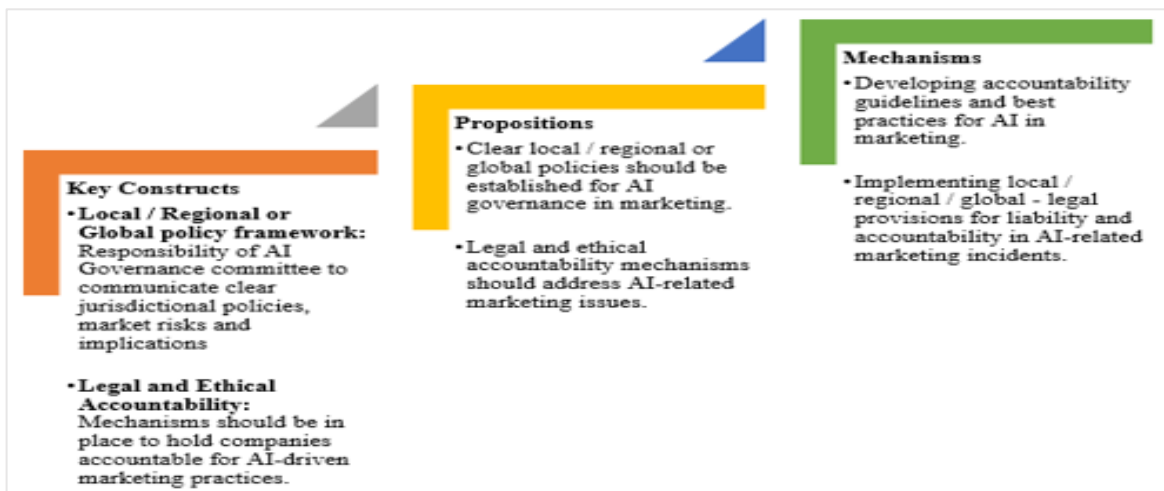 Key Constructs
•Local / Regional or
Global policy framework:
Responsibility of AI
Governance committee to
communicate clear
jurisdictional policies,
market risks and
implications
•Legal and Ethical
Accountability:
Mechanisms should be in
place to hold companies
accountable for AI-driven
marketing practices.
Propositions
•Clear local / regional or
global policies should be
established for AI
governance in marketing.
•Legal and ethical
accountability mechanisms
should address AI-related
marketing issues.
Mechanisms
•Developing accountability
guidelines and best
practices for AI in
marketing.
•Implementing local /
regional / global - legal
provisions for liability and
accountability in AI-related
marketing incidents.